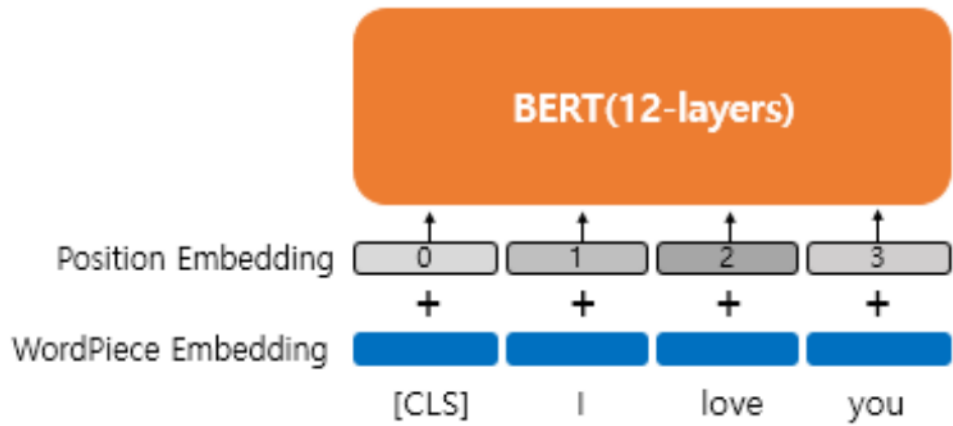 BERT(12-layers)
Position Embedding 0 1 2 3
+ + + +
WordPiece Embedding
[CLS] I love you